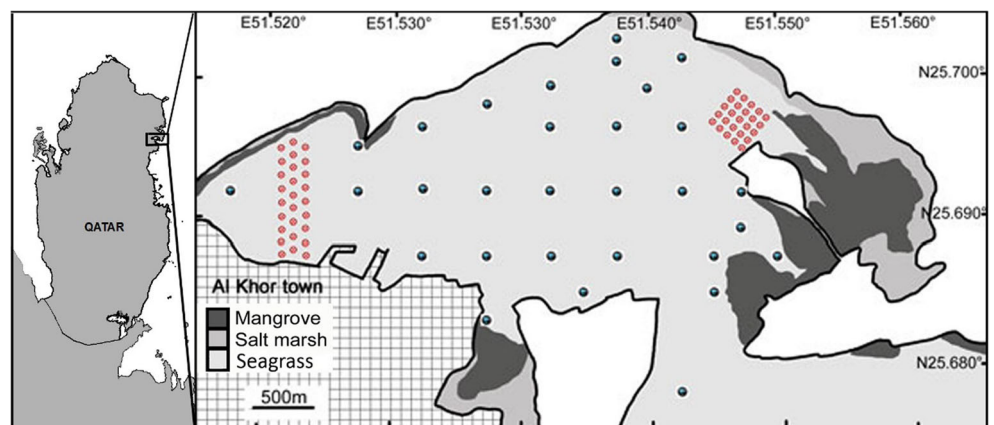 E51.520° E51.530 E51.530° E51.540° E51.550° E51.560°
N25.700°
QATAR
N25.690°
Al Khor town
Mangrove
Salt marsh
Seagrass
N25.680°
500m